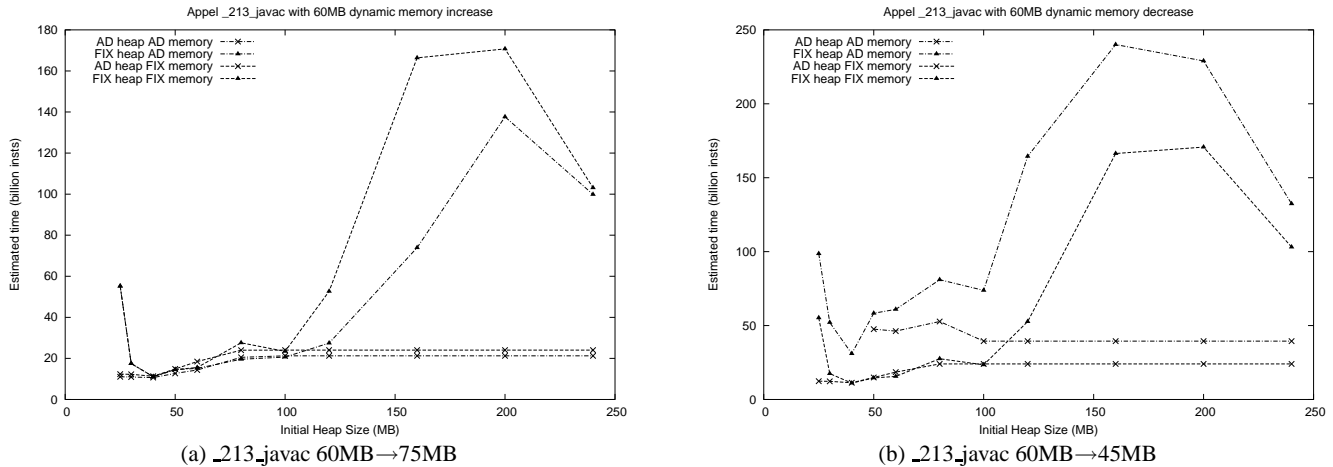 Appel _213_javac with 60MB dynamic memory increase
180
160
140
120
100
80
60
40
20
0
Estimated time (billion insts)
AD heap AD memory
FIX heap AD memory
AD heap FIX memory
FIX heap FIX memory
0 50 100 150 200 250
Initial Heap Size (MB)
(a) _213_javac 60MB→75MB
Appel _213_javac with 60MB dynamic memory decrease
250
200
150
100
50
0
Estimated time (billion insts)
AD heap AD memory
FIX heap AD memory
AD heap FIX memory
FIX heap FIX memory
0 50 100 150 200 250
Initial Heap Size (MB)
(b) _213_javac 60MB→45MB